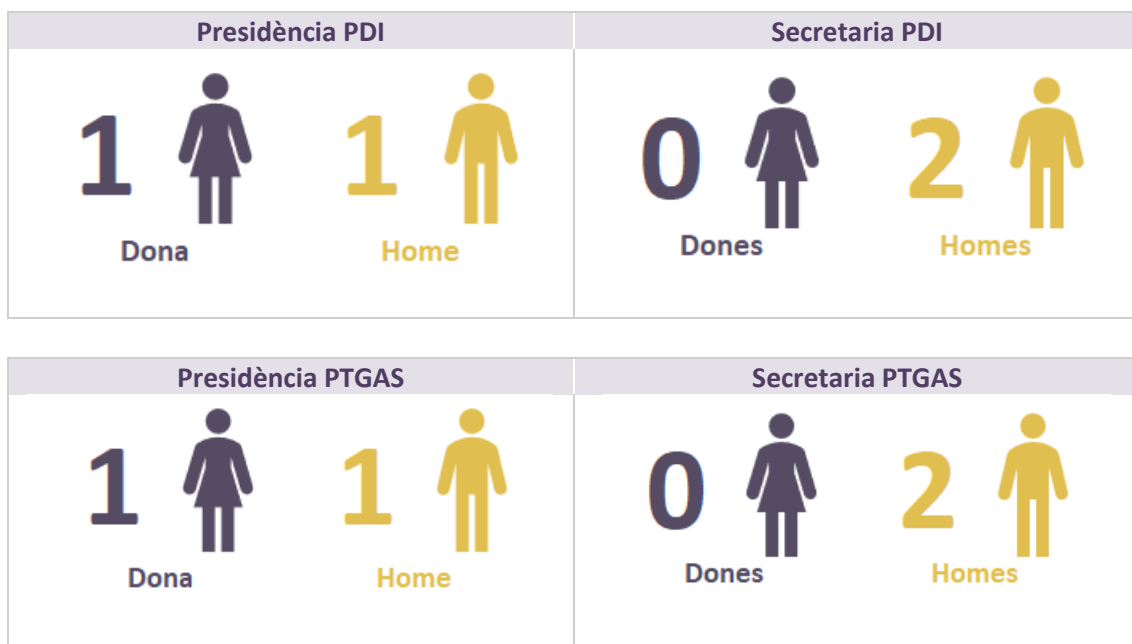 Presidència PDI
Secretaria PDI
1
1
0
2
Dona
Home
Dones
Homes
Presidència PTGAS
Secretaria PTGAS
1
1
0
2
Dona
Home
Dones
Homes